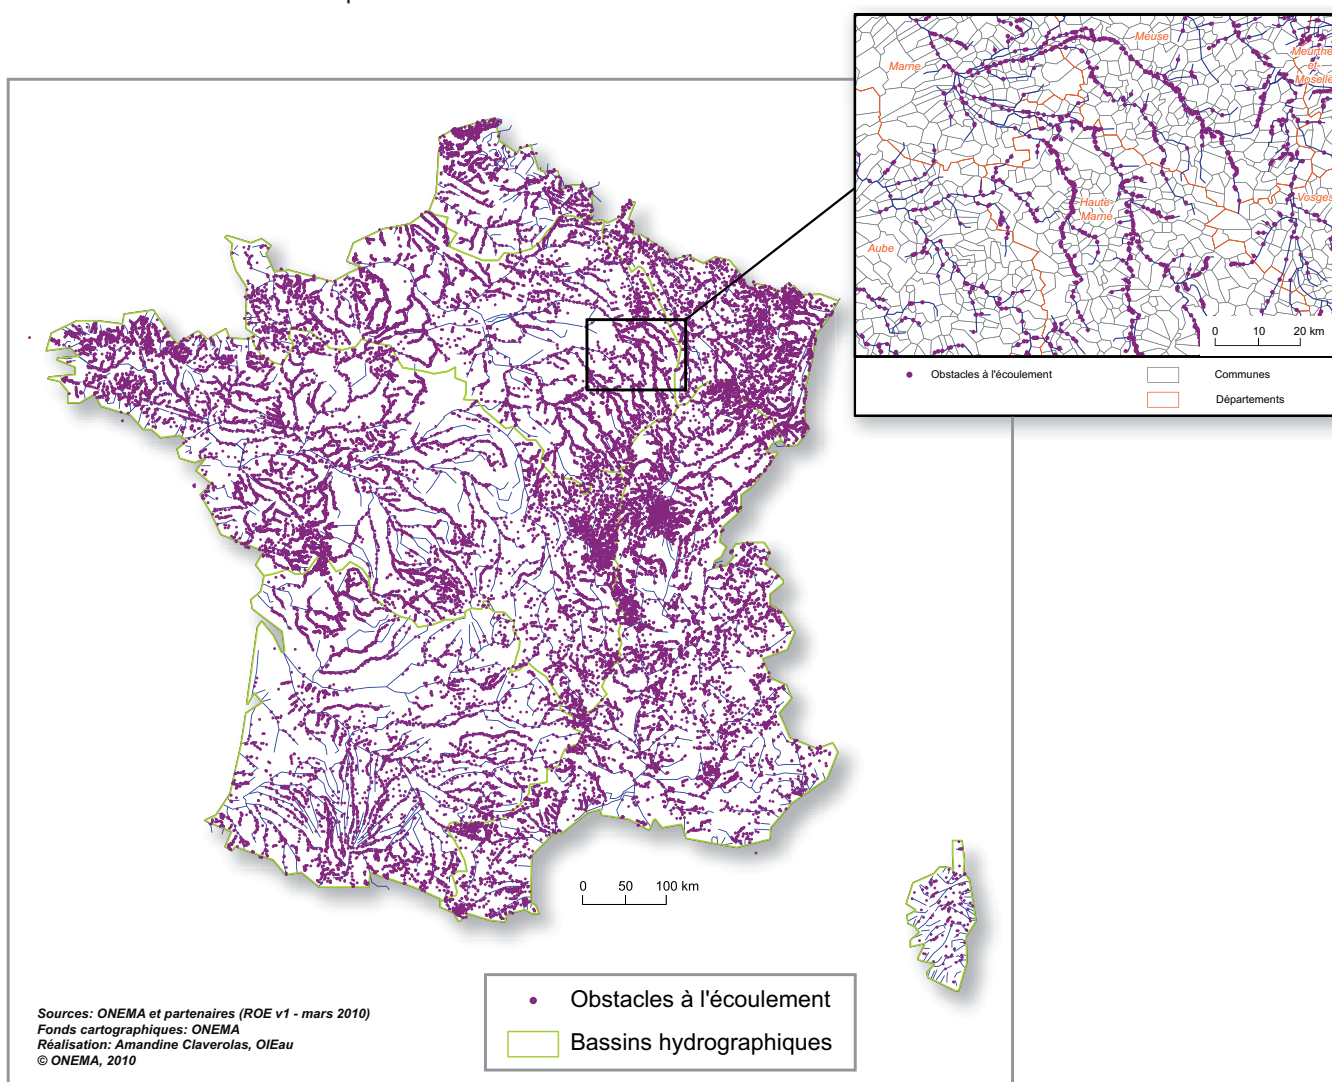 Meuse
Marne
Meurthe
et
Moselle
Haute-
Marne
Vosges
Aube
0 10 20 km
Obstacles à l'écoulement
Communes
Départements
0 50 100 km
Obstacles à l'écoulement
Bassins hydrographiques
Sources: ONEMA et partenaires (ROE v1 - mars 2010)
Fonds cartographiques: ONEMA
Réalisation: Amandine Claverolas, OIEau
© ONEMA, 2010